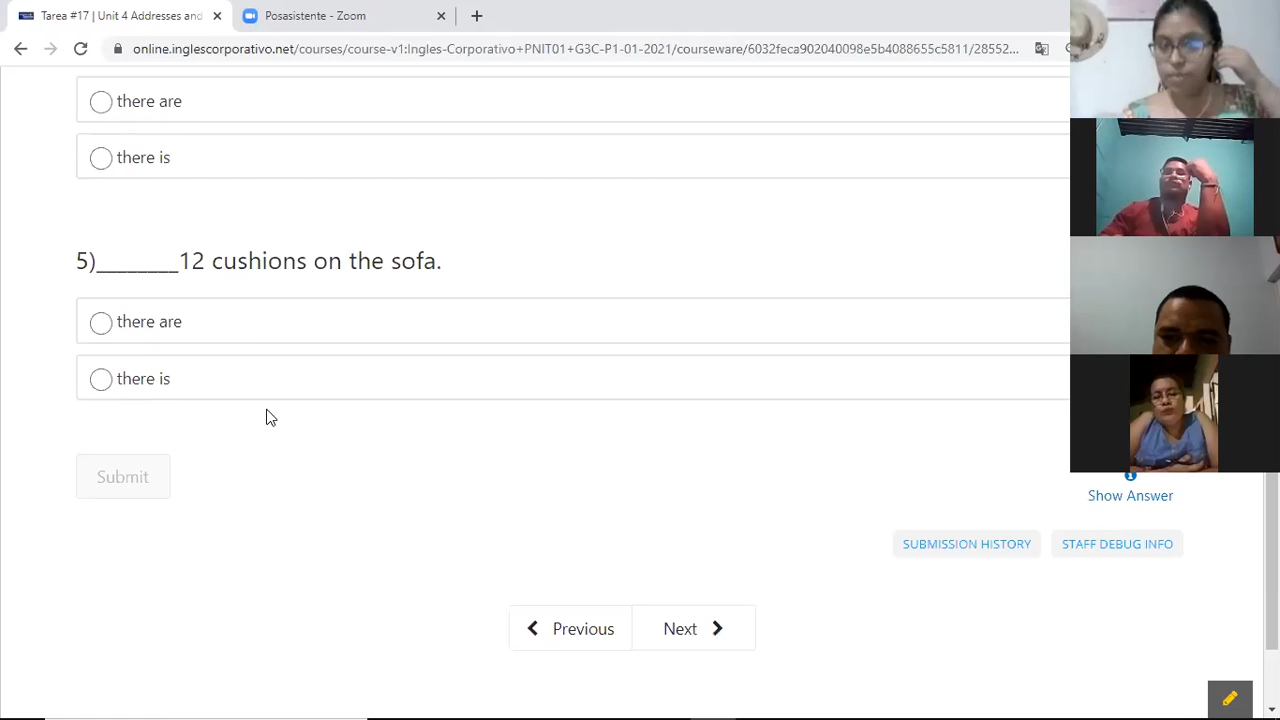 Tarea #17 | Unit 4 Addresses and
Posasistente - Zoom
online.inglescorporativo.net/courses/course-v1:Ingles-Corporativo+PNIT01+G3C-P1-01-2021/courseware/6032feca902040098e5b4088655c5811/28552...
there are
there is
5)________12 cushions on the sofa.
there are
there is
Submit
Show Answer
SUBMISSION HISTORY
STAFF DEBUG INFO
Previous
Next